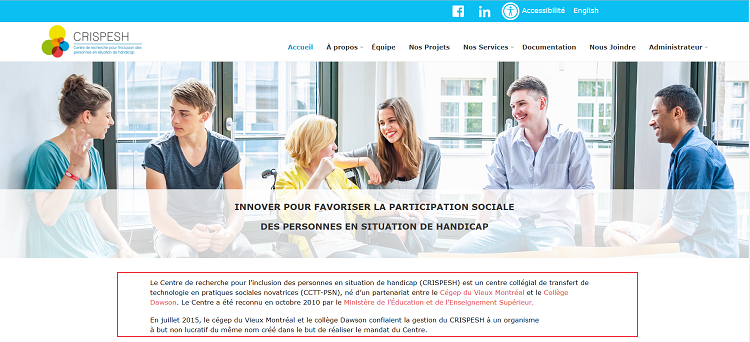 Accessibilité English
CRISPESH
Centre de recherche pour l'inclusion des
personnes en situation de handicap
Accueil À propos Équipe Nos Projets Nos Services Documentation Nous Joindre Administrateur
INNOVER POUR FAVORISER LA PARTICIPATION SOCIALE
DES PERSONNES EN SITUATION DE HANDICAP
Le Centre de recherche pour l'inclusion des personnes en situation de handicap (CRISPESH) est un centre collégial de transfert de
technologie en pratiques sociales novatrices (CCTT-PSN), né d'un partenariat entre le Cégep du Vieux Montréal et le Collège
Dawson. Le Centre a été reconnu en octobre 2010 par le Ministère de l'Éducation et de l'Enseignement Supérieur.
En juillet 2015, le cégep du Vieux Montréal et le collège Dawson confiaient la gestion du CRISPESH à un organisme
à but non lucratif du même nom créé dans le but de réaliser le mandat du Centre.